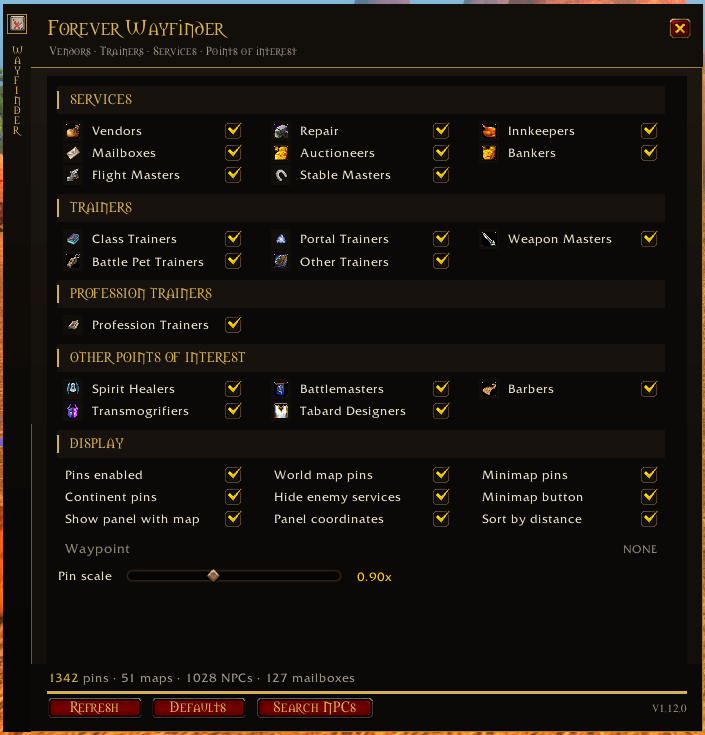 Forever Wayfinder
Vendors · Trainers · Services · Points of interest
WAYFINDER
SERVICES
Vendors Repair Innkeepers
Mailboxes Auctioneers Bankers
Flight Masters Stable Masters
TRAINERS
Class Trainers Portal Trainers Weapon Masters
Battle Pet Trainers Other Trainers
PROFESSION TRAINERS
Profession Trainers
OTHER POINTS OF INTEREST
Spirit Healers Battlemasters Barbers
Transmogrifiers Tabard Designers
DISPLAY
Pins enabled World map pins Minimap pins
Continent pins Hide enemy services Minimap button
Show panel with map Panel coordinates Sort by distance
Waypoint NONE
Pin scale 0.90x
1342 pins · 51 maps · 1028 NPCs · 127 mailboxes
Refresh Defaults Search NPCs V1.12.0